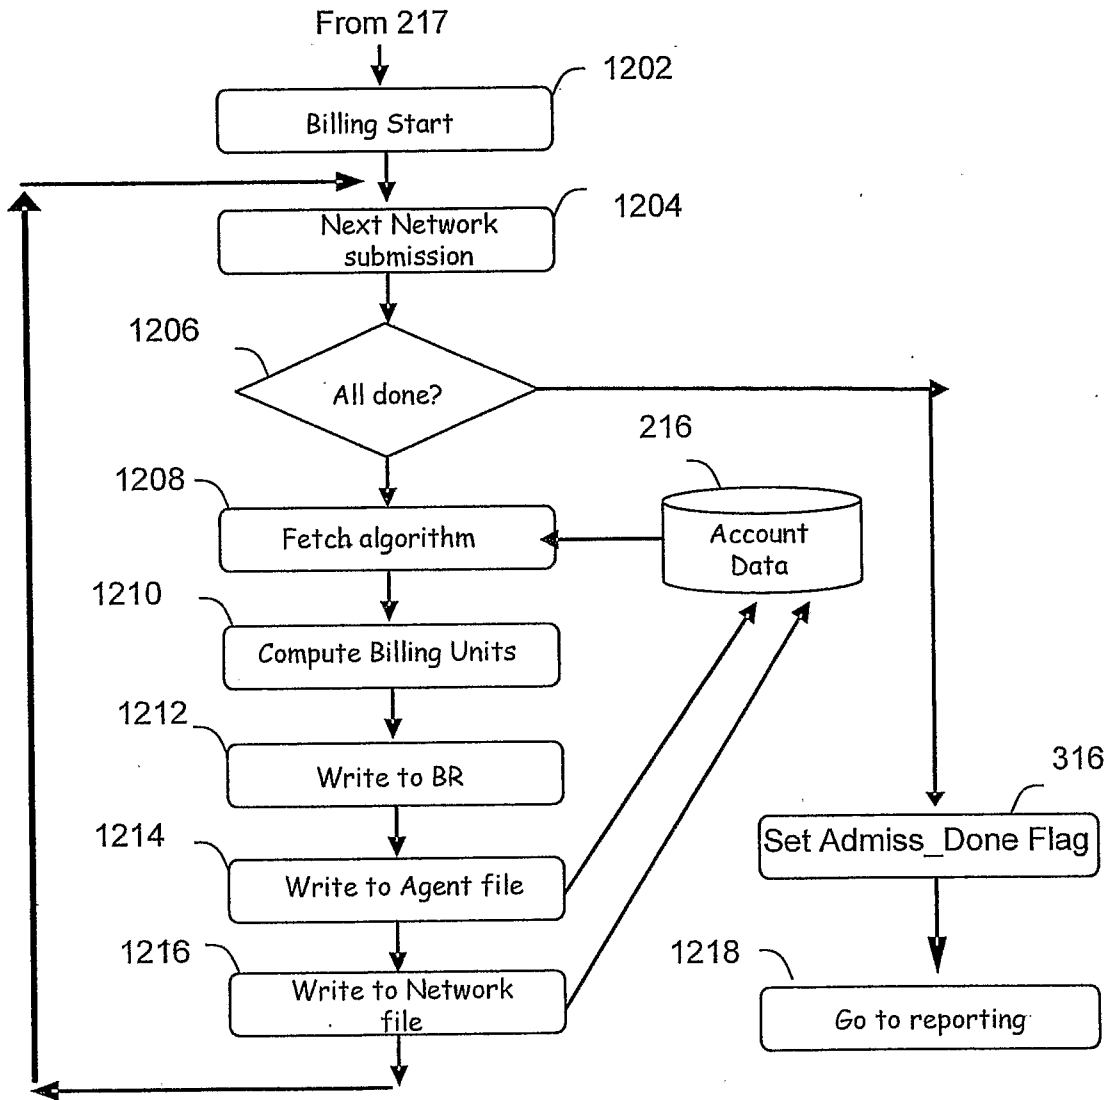 From 217
1202
Billing Start
1204
Next Network
submission
1206
All done?
216
1208
Fetch algorithm
Account
Data
1210
Compute Billing Units
1212
Write to BR
316
1214
Set Admiss_Done Flag
Write to Agent file
1216
1218
Write to Network
file
Go to reporting